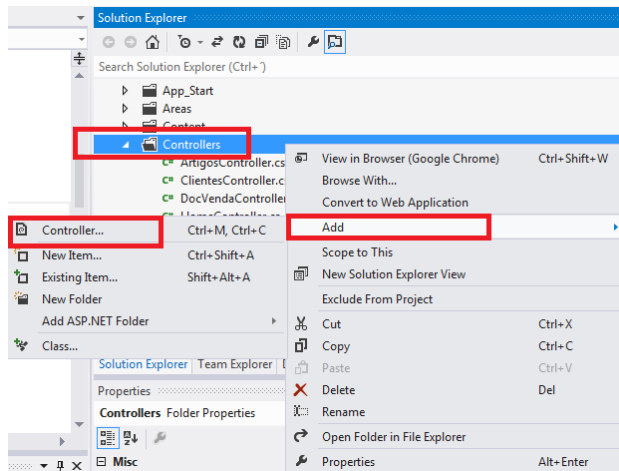 Solution Explorer
Search Solution Explorer (Ctrl+´)
App_Start
Areas
Content
Controllers
ArtigosController.cs
ClientesController.c
DocVendaController
HomeController.cs
View in Browser (Google Chrome) Ctrl+Shift+W
Browse With...
Convert to Web Application
Add
Scope to This
New Solution Explorer View
Exclude From Project
Cut Ctrl+X
Copy Ctrl+C
Paste Ctrl+V
Delete Del
Rename
Open Folder in File Explorer
Properties Alt+Enter
Controller... Ctrl+M, Ctrl+C
New Item... Ctrl+Shift+A
Existing Item... Shift+Alt+A
New Folder
Add ASP.NET Folder
Class...
Solution Explorer Team Explorer
Properties
Controllers Folder Properties
Misc